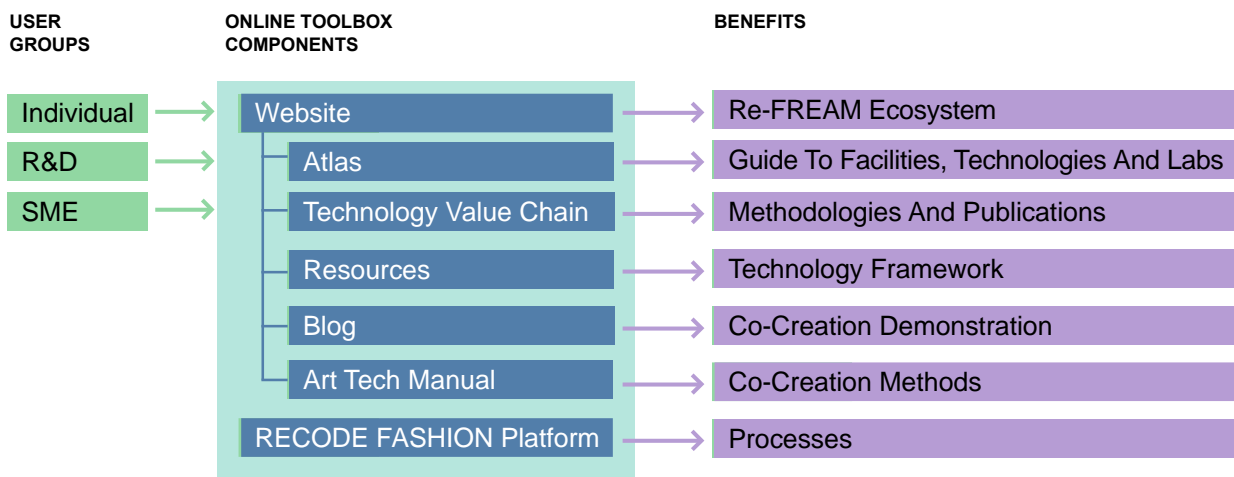 USER
GROUPS
ONLINE TOOLBOX
COMPONENTS
BENEFITS
Individual
Website
Re-FREAM Ecosystem
R&D
Atlas
Guide To Facilities, Technologies And Labs
SME
Technology Value Chain
Methodologies And Publications
Resources
Technology Framework
Blog
Co-Creation Demonstration
Art Tech Manual
Co-Creation Methods
RECODE FASHION Platform
Processes